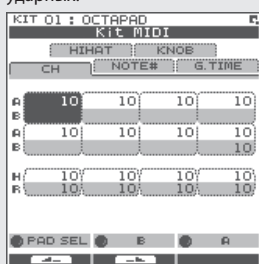 ударных.
KIT 01 : OCTAPAD
Kit MIDI
HIHAT KNOB
CH NOTE# G.TIME
A 10 10 10 10
B
A 10 10 10 10
B 10
H 10 10 10 10
R 10 10 10 10
PAD SEL B A